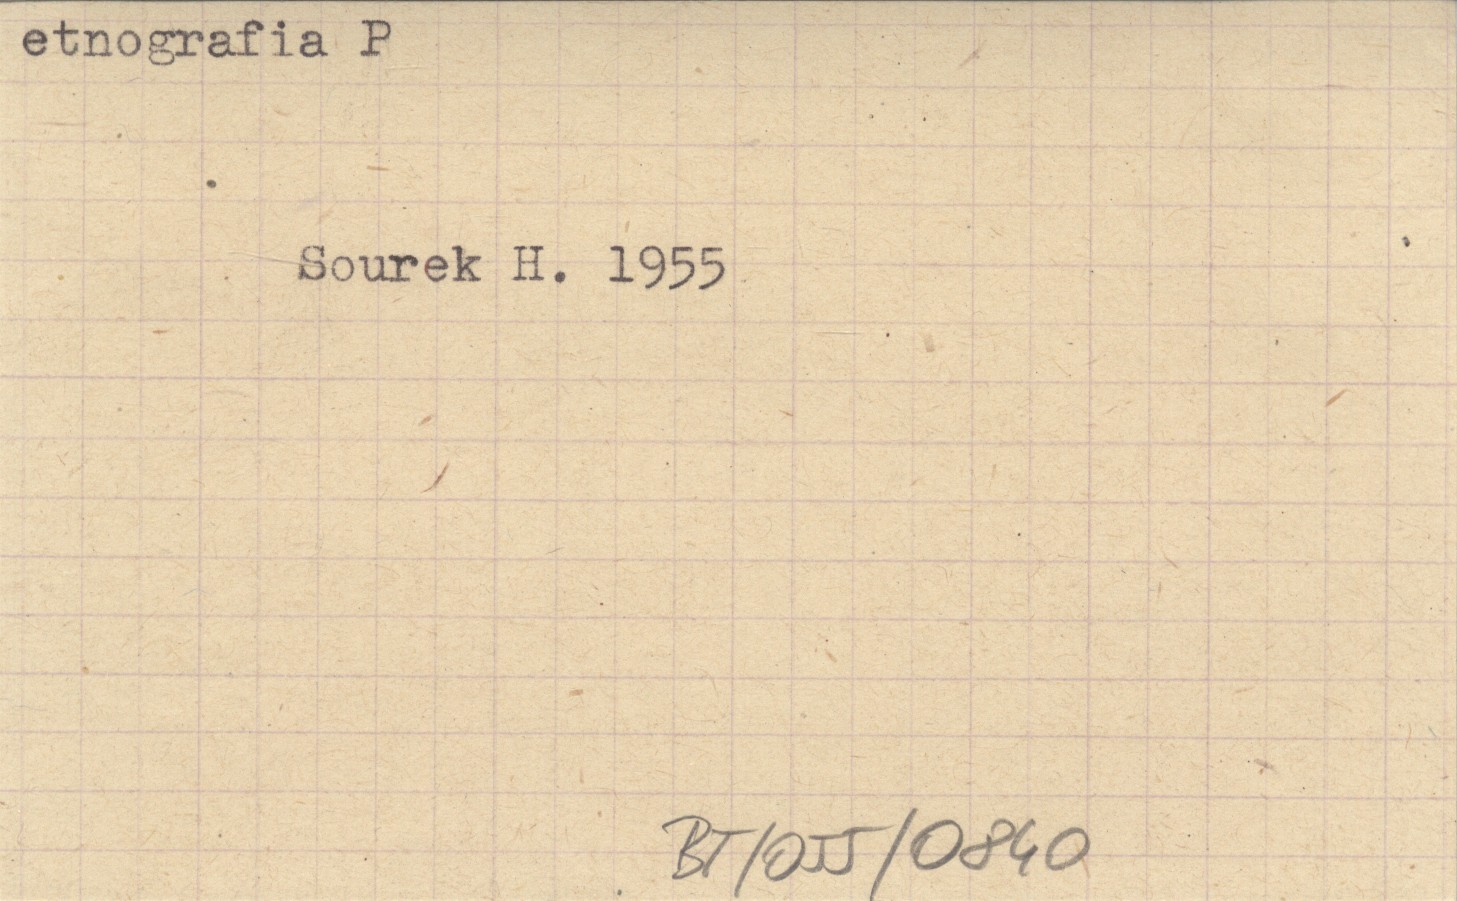 etnografia P
Sourek H. 1955
BT/055/0840